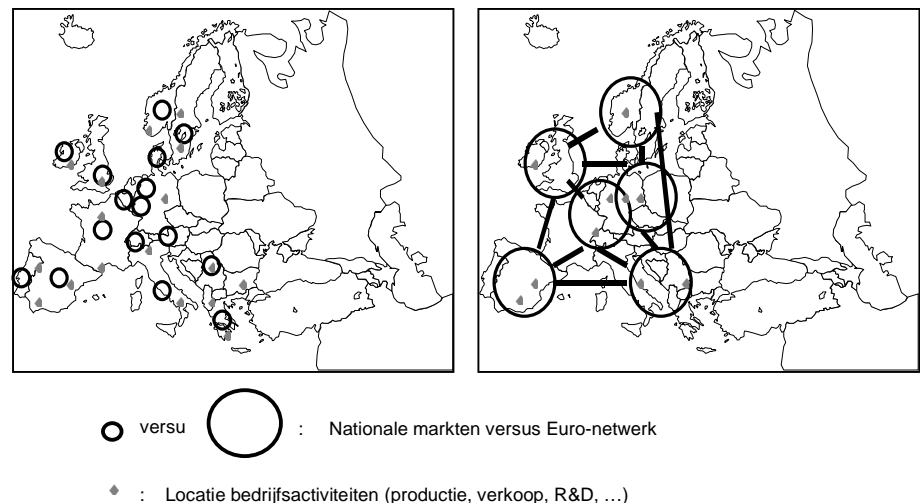 versu : Nationale markten versus Euro-netwerk
: Locatie bedrijfsactiviteiten (productie, verkoop, R&D, …)